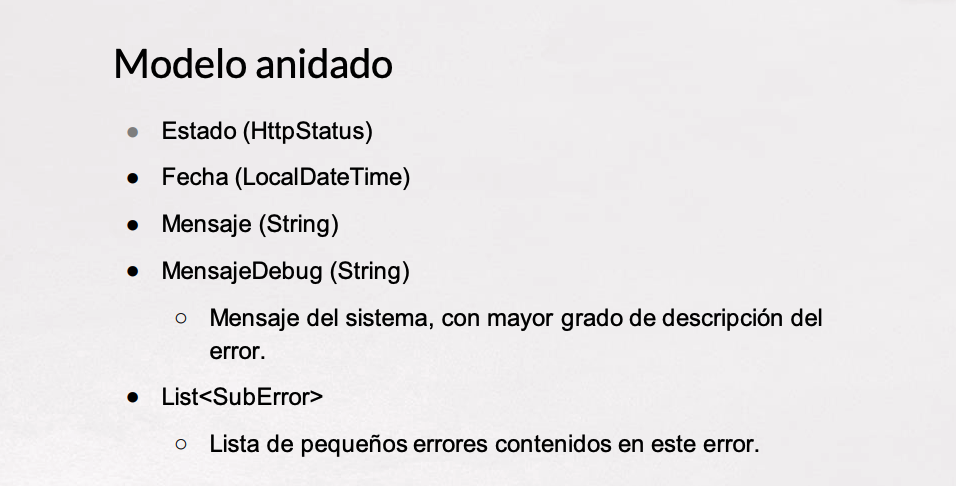 Modelo anidado
● Estado (HttpStatus)
● Fecha (LocalDateTime)
● Mensaje (String)
● MensajeDebug (String)
○ Mensaje del sistema, con mayor grado de descripción del
error.
● List<SubError>
○ Lista de pequeños errores contenidos en este error.